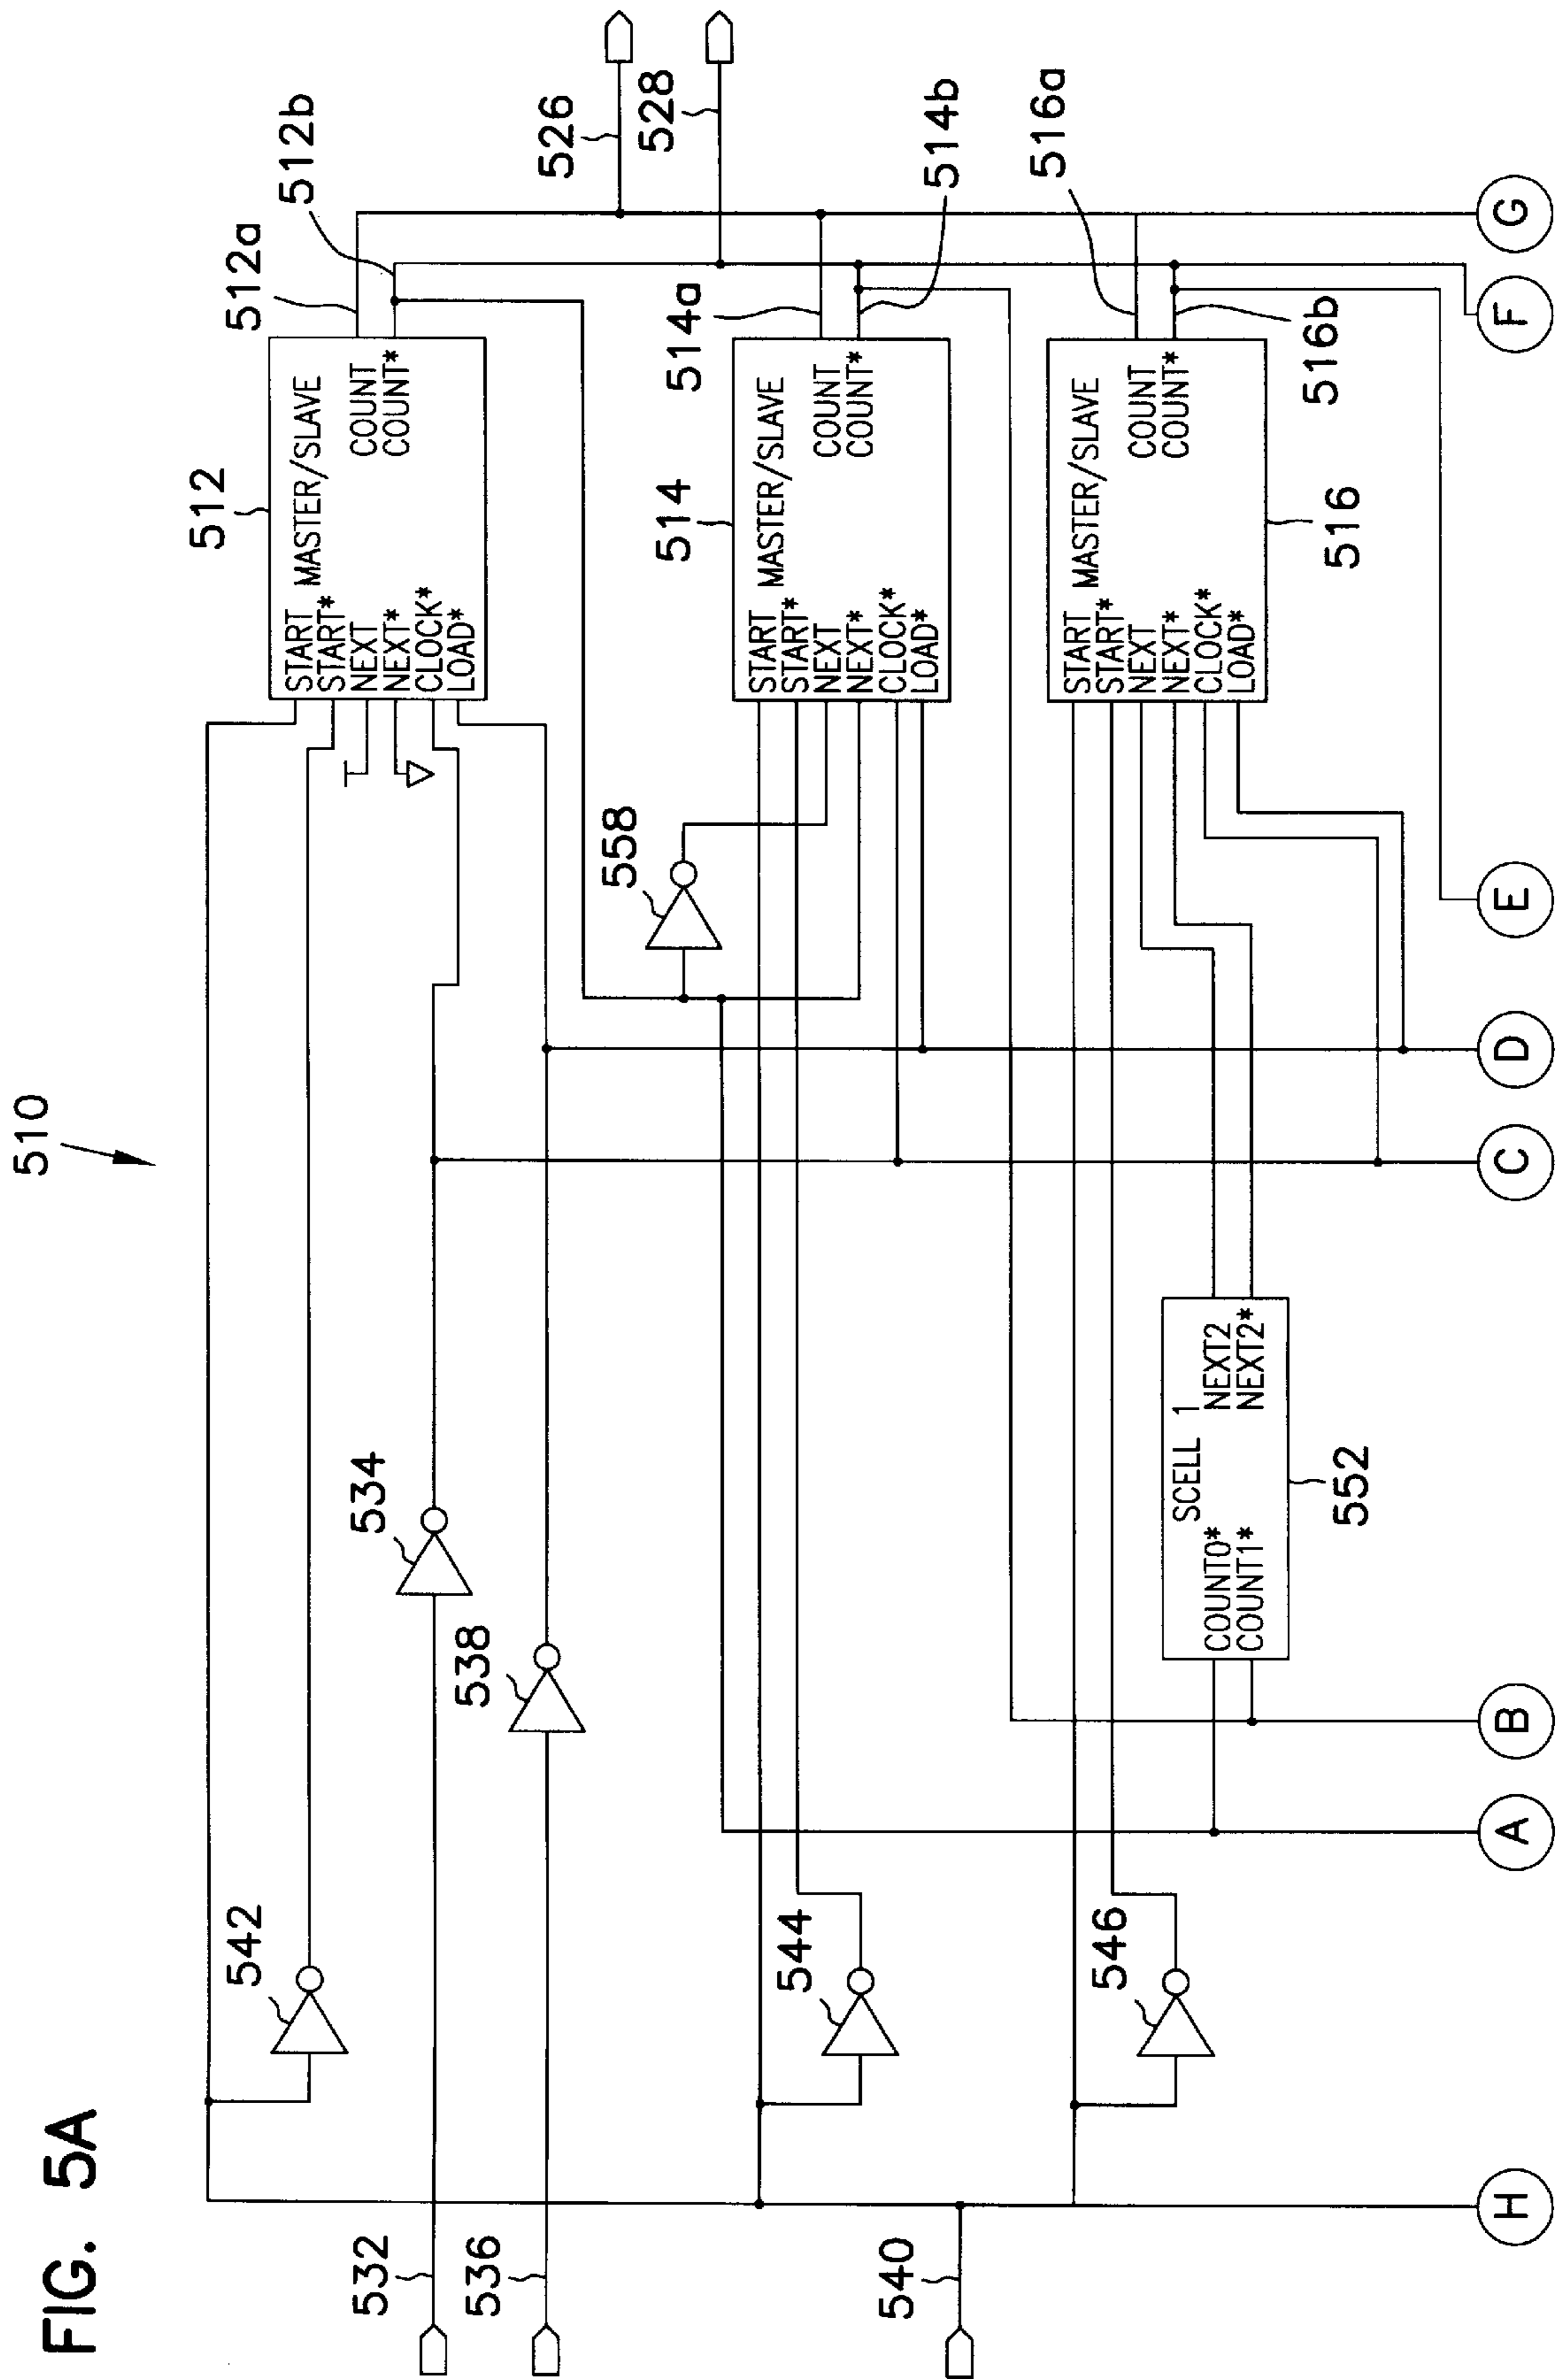 FIG. 5A
510
512
512a
512b
START MASTER/SLAVE
START*
NEXT COUNT
NEXT* COUNT*
CLOCK*
LOAD*
526
528
532
534
536
538
542
558
514
514a
514b
START MASTER/SLAVE
START*
NEXT COUNT
NEXT* COUNT*
CLOCK*
LOAD*
540
544
516
516a
516b
START MASTER/SLAVE
START*
NEXT COUNT
NEXT* COUNT*
CLOCK*
LOAD*
546
SCELL 1
COUNT0* NEXT2
COUNT1* NEXT2*
552
H
A
B
C
D
E
F
G